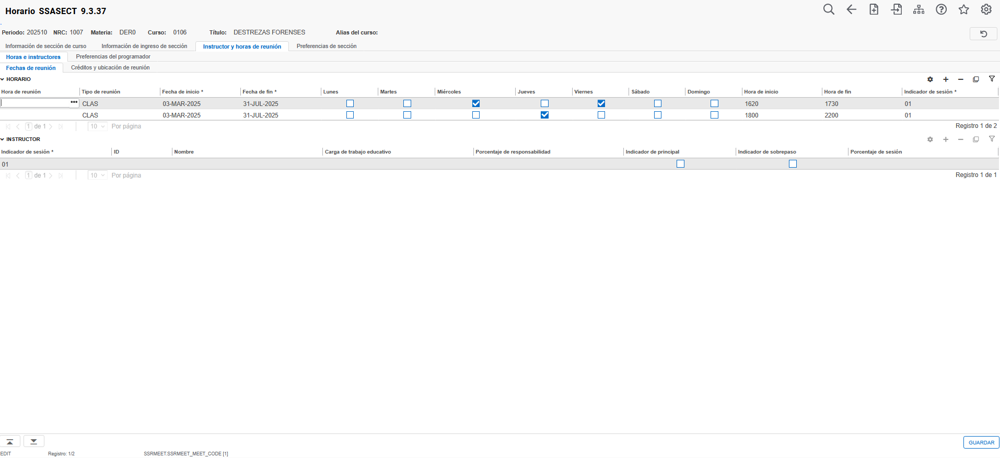 Horario SSASECT 9.3.37
Periodo: 202510 NRC: 1007 Materia: DER0 Curso: 0106 Título: DESTREZAS FORENSES Alias del curso:
Información de sección de curso Información de ingreso de sección Instructor y horas de reunión Preferencias de sección
Horas e instructores Preferencias del programador
Fechas de reunión Créditos y ubicación de reunión
HORARIO
Hora de reunión Tipo de reunión Fecha de inicio * Fecha de fin * Lunes Martes Miércoles Jueves Viernes Sábado Domingo Hora de inicio Hora de fin Indicador de sesión *
CLAS 03-MAR-2025 31-JUL-2025 1620 1730 01
CLAS 03-MAR-2025 31-JUL-2025 1800 2200 01
1 de 1 10 Por página Registro 1 de 2
INSTRUCTOR
Indicador de sesión * ID Nombre Carga de trabajo educativo Porcentaje de responsabilidad Indicador de principal Indicador de sobrepaso Porcentaje de sesión
01
1 de 1 10 Por página Registro 1 de 1
GUARDAR
EDIT Registro: 1/2 SSRMEET.SSRMEET_MEET_CODE [1]